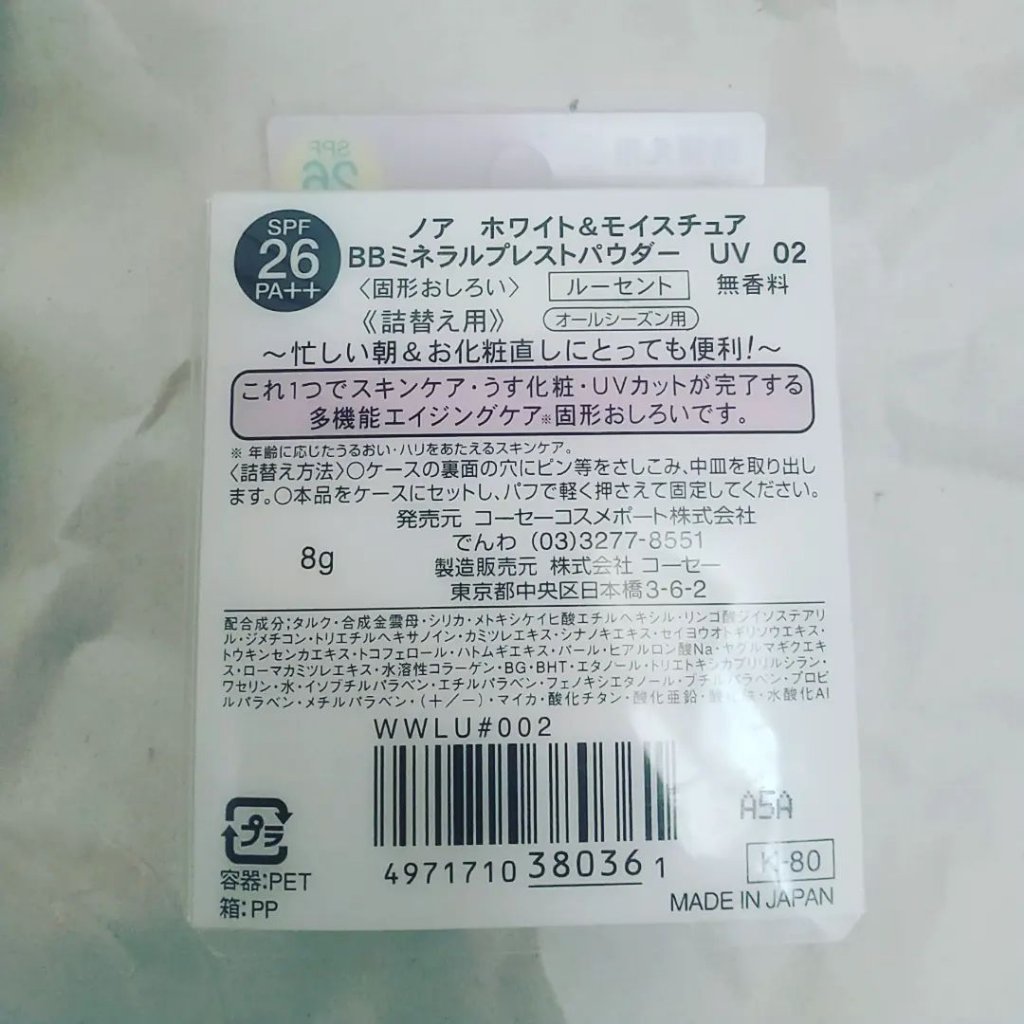 SPF
26
PA++
ノア ホワイト＆モイスチュア
BBミネラルプレストパウダー UV 02
〈固形おしろい〉 ルーセント 無香料
《詰替え用》 オールシーズン用
～忙しい朝＆お化粧直しにとっても便利！～
これ1つでスキンケア・うす化粧・UVカットが完了する
多機能エイジングケア※固形おしろいです。
※ 年齢に応じたうるおい・ハリをあたえるスキンケア。
〈詰替え方法〉○ケースの裏面の穴にピン等をさしこみ、中皿を取り出し
ます。○本品をケースにセットし、パフで軽く押さえて固定してください。
発売元 コーセーコスメポート株式会社
でんわ (03)3277-8551
8g
製造販売元 株式会社 コーセー
東京都中央区日本橋3-6-2
配合成分;タルク・合成金雲母・シリカ・メトキシケイヒ酸エチルヘキシル・リンゴ酸ジイソステアリ
ル・ジメチコン・トリエチルヘキサノイン・カミツレエキス・シナノキエキス・セイヨウオトギリソウエキス・
トウキンセンカエキス・トコフェロール・ハトムギエキス・パール・ヒアルロン酸Na・ヤグルマギクエキ
ス・ローマカミツレエキス・水溶性コラーゲン・BG・BHT・エタノール・トリエトキシカプリリルシラン・
ワセリン・水・イソブチルパラベン・エチルパラベン・フェノキシエタノール・ブチルパラベン・プロピ
ルパラベン・メチルパラベン・(＋/－)・マイカ・酸化チタン・酸化亜鉛・酸化鉄・水酸化Al
WWLU#002
4971710 38036 1
A5A
K-80
プラ
容器:PET
箱:PP
MADE IN JAPAN